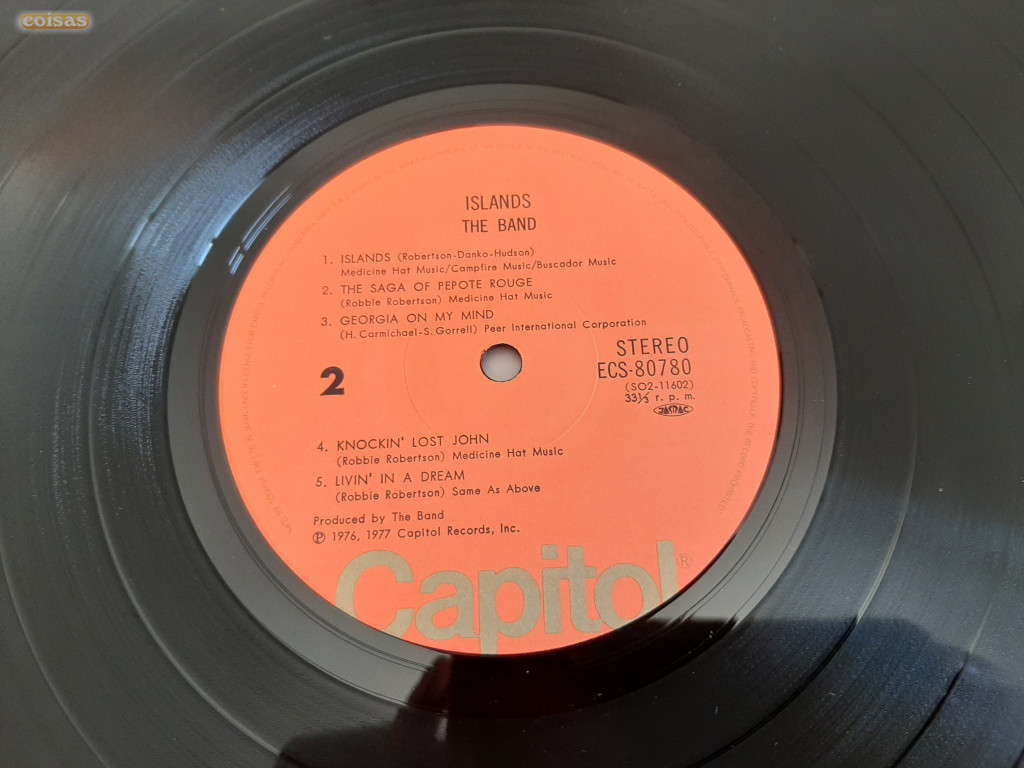 coisas
ISLANDS
THE BAND
1. ISLANDS (Robertson-Danko-Hudson)
Medicine Hat Music/Campfire Music/Buscador Music
2. THE SAGA OF PEPOTE ROUGE
(Robbie Robertson) Medicine Hat Music
3. GEORGIA ON MY MIND
(H. Carmichael-S. Gorrell) Peer International Corporation
STEREO
ECS-80780
(SO2-11602)
33⅓ r. p. m.
JASRAC
2
4. KNOCKIN' LOST JOHN
(Robbie Robertson) Medicine Hat Music
5. LIVIN' IN A DREAM
(Robbie Robertson) Same As Above
Produced by The Band
Ⓟ 1976, 1977 Capitol Records, Inc.
Capitol®